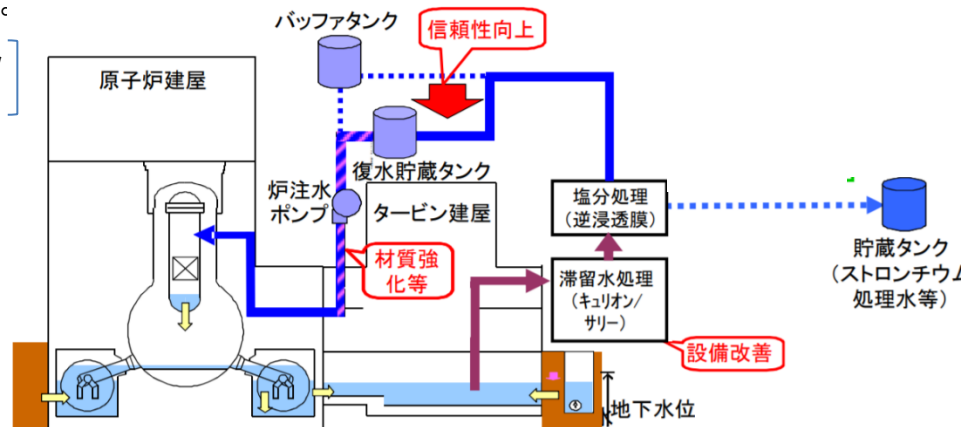 バッファタンク
信頼性向上
原子炉建屋
復水貯蔵タンク
炉注水
ポンプ
タービン建屋
塩分処理
(逆浸透膜)
材質強
化等
滞留水処理
(キュリオン/
サリー)
貯蔵タンク
(ストロンチウム
処理水等)
設備改善
地下水位